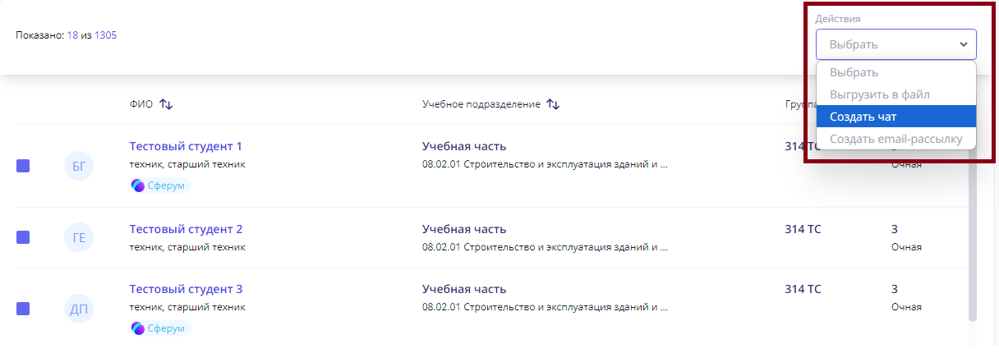 Действия
Показано: 18 из 1305
Выбрать
Выбрать
Выгрузить в файл
Создать чат
Создать email-рассылку
ФИО Учебное подразделение Группа
Тестовый студент 1 Учебная часть 314 ТС 3
БГ техник, старший техник 08.02.01 Строительство и эксплуатация зданий и ... Очная
Сферум
Тестовый студент 2 Учебная часть 314 ТС 3
ГЕ техник, старший техник 08.02.01 Строительство и эксплуатация зданий и ... Очная
Тестовый студент 3 Учебная часть 314 ТС 3
ДП техник, старший техник 08.02.01 Строительство и эксплуатация зданий и ... Очная
Сферум